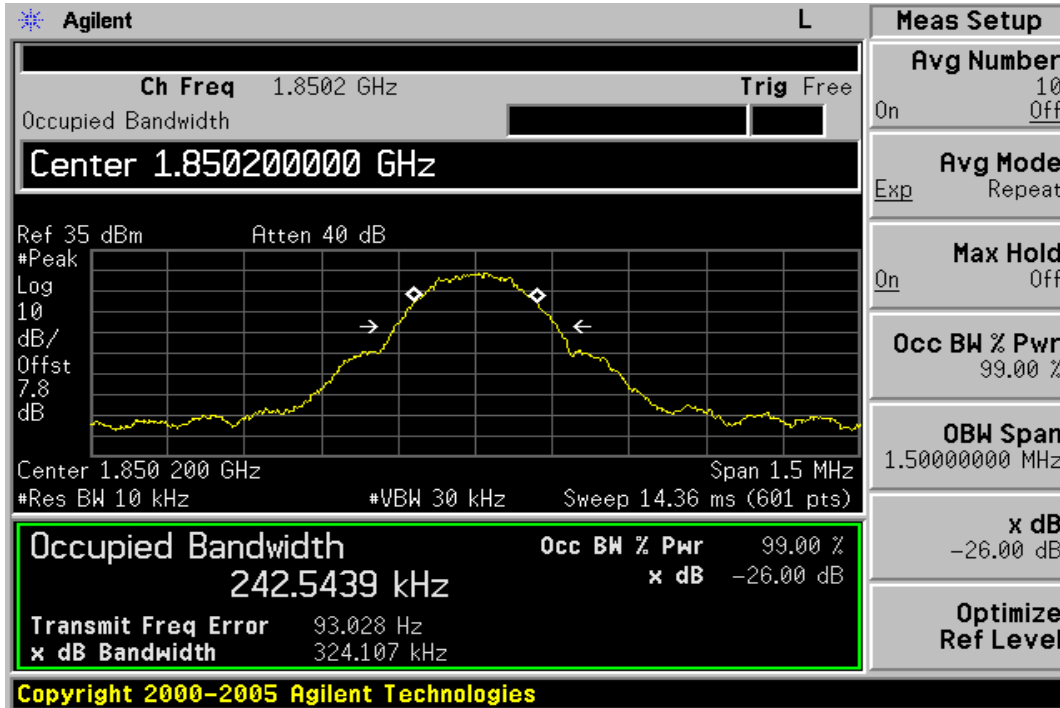 Agilent
L
Meas Setup
Ch Freq 1.8502 GHz
Trig Free
Occupied Bandwidth
Center 1.850200000 GHz
Ref 35 dBm
Atten 40 dB
#Peak
Log
10
dB/
Offst
7.8
dB
Center 1.850 200 GHz
Span 1.5 MHz
#Res BW 10 kHz
#VBW 30 kHz
Sweep 14.36 ms (601 pts)
Occupied Bandwidth
242.5439 kHz
Occ BW % Pwr 99.00 %
x dB -26.00 dB
Transmit Freq Error 93.028 Hz
x dB Bandwidth 324.107 kHz
Avg Number
10
On Off
Avg Mode
Exp Repeat
Max Hold
On Off
Occ BW % Pwr
99.00 %
OBW Span
1.50000000 MHz
x dB
-26.00 dB
Optimize
Ref Level
Copyright 2000-2005 Agilent Technologies